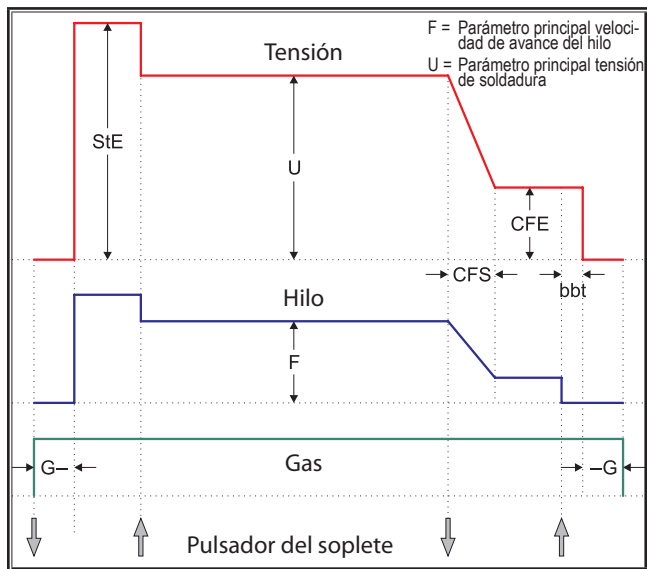 Tensión
F = Parámetro principal veloci-
dad de avance del hilo
U = Parámetro principal tensión
de soldadura
StE
U
CFE
CFS
bbt
Hilo
F
Gas
G–
–G
Pulsador del soplete